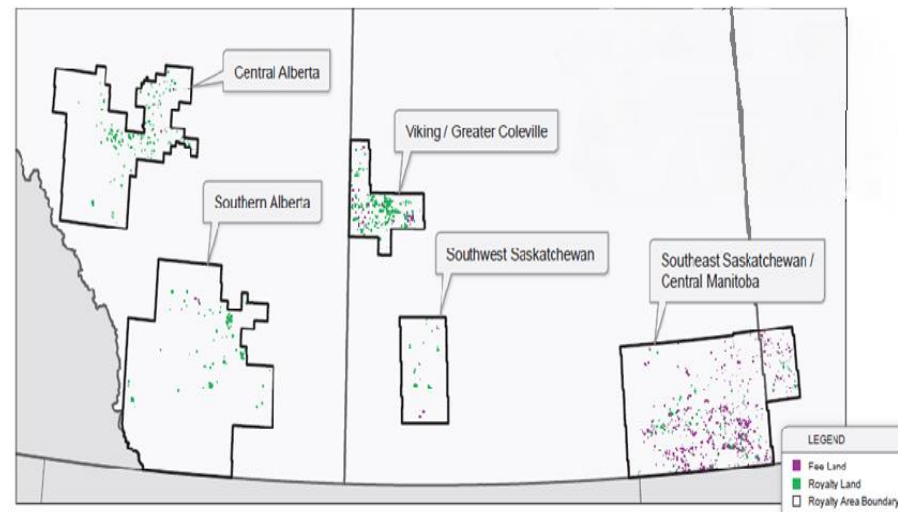 Central Alberta
Viking / Greater Coleville
Southern Alberta
Southwest Saskatchewan
Southeast Saskatchewan /
Central Manitoba
LEGEND
Fee Land
Royalty Land
Royalty Area Boundary